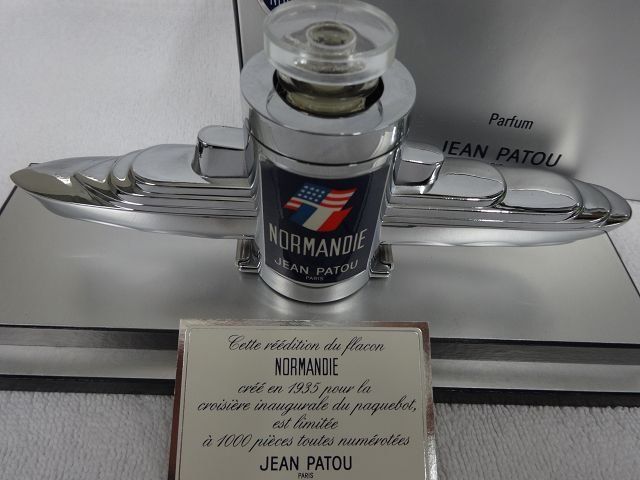 Parfum
JEAN PATOU
NORMANDIE
JEAN PATOU
PARIS
Cette réédition du flacon
NORMANDIE
créé en 1935 pour la
croisière inaugurale du paquebot,
est limitée
à 1000 pièces toutes numérotées
JEAN PATOU
PARIS